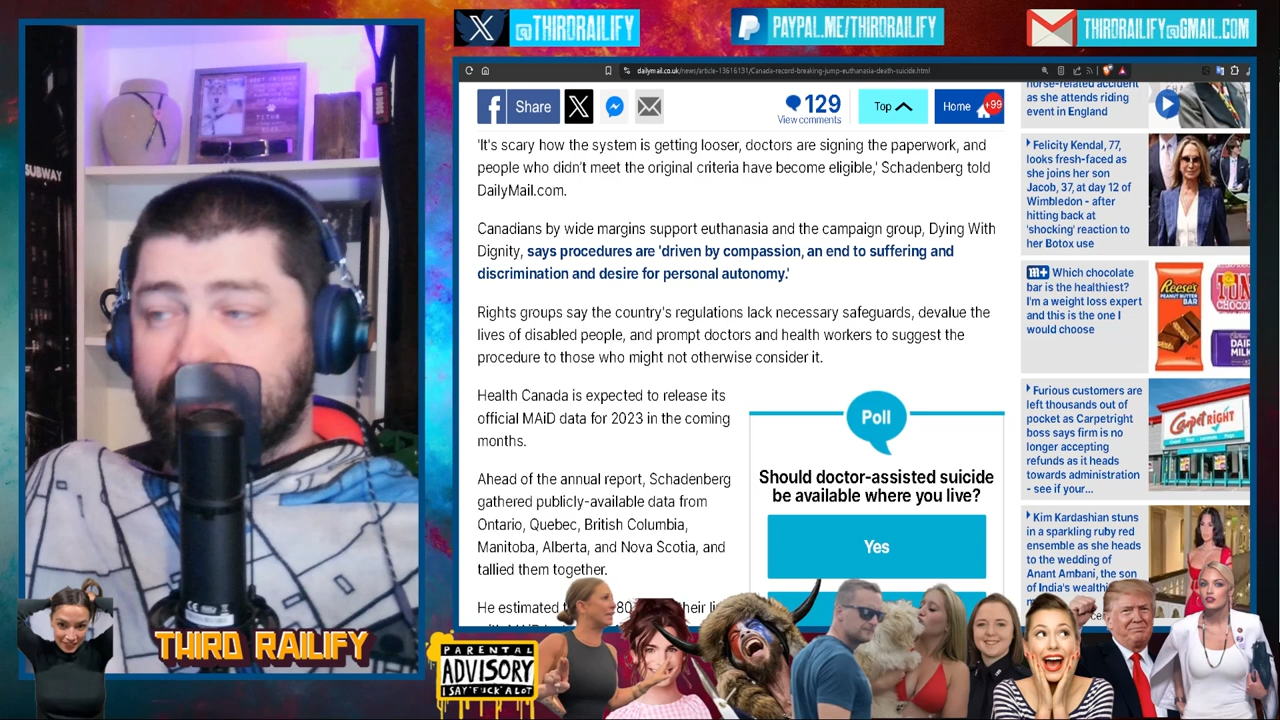 @THIRDRAILIFY
PAYPAL.ME/THIRDRAILIFY
THIRDRAILIFY@GMAIL.COM
dailymail.co.uk/news/article-13616131/Canada-record-breaking-jump-euthanasia-death-suicide.html
Share
129
View comments
Top
Home
+99
'It's scary how the system is getting looser, doctors are signing the paperwork, and
people who didn't meet the original criteria have become eligible,' Schadenberg told
DailyMail.com.
Canadians by wide margins support euthanasia and the campaign group, Dying With
Dignity, says procedures are 'driven by compassion, an end to suffering and
discrimination and desire for personal autonomy.'
Rights groups say the country's regulations lack necessary safeguards, devalue the
lives of disabled people, and prompt doctors and health workers to suggest the
procedure to those who might not otherwise consider it.
Health Canada is expected to release its
official MAiD data for 2023 in the coming
months.
Ahead of the annual report, Schadenberg
gathered publicly-available data from
Ontario, Quebec, British Columbia,
Manitoba, Alberta, and Nova Scotia, and
tallied them together.
He estimated
Poll
Should doctor-assisted suicide
be available where you live?
Yes
horse-related accident
as she attends riding
event in England
Felicity Kendal, 77,
looks fresh-faced as
she joins her son
Jacob, 37, at day 12 of
Wimbledon - after
hitting back at
'shocking' reaction to
her Botox use
m+ Which chocolate
bar is the healthiest?
I'm a weight loss expert
and this is the one I
would choose
REESE'S
PEANUT BUTTER
BAR
Furious customers are
left thousands out of
pocket as Carpetright
boss says firm is no
longer accepting
refunds as it heads
towards administration
- see if your...
Carpetright
Kim Kardashian stuns
in a sparkling ruby red
ensemble as she heads
to the wedding of
Anant Ambani, the son
of India's wealthi
SUBWAY
THIRD RAILIFY
PARENTAL
ADVISORY
I SAY "FUCK" A LOT